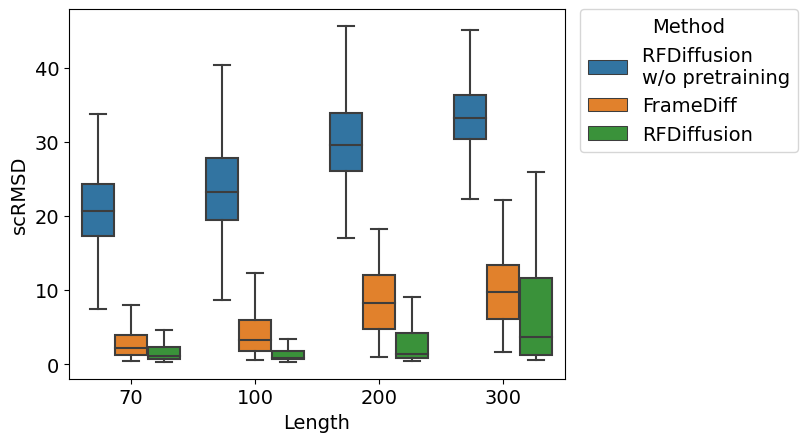 Method
RFDiffusion
w/o pretraining
FrameDiff
RFDiffusion
scRMSD
40
30
20
10
0
70 100 200 300
Length